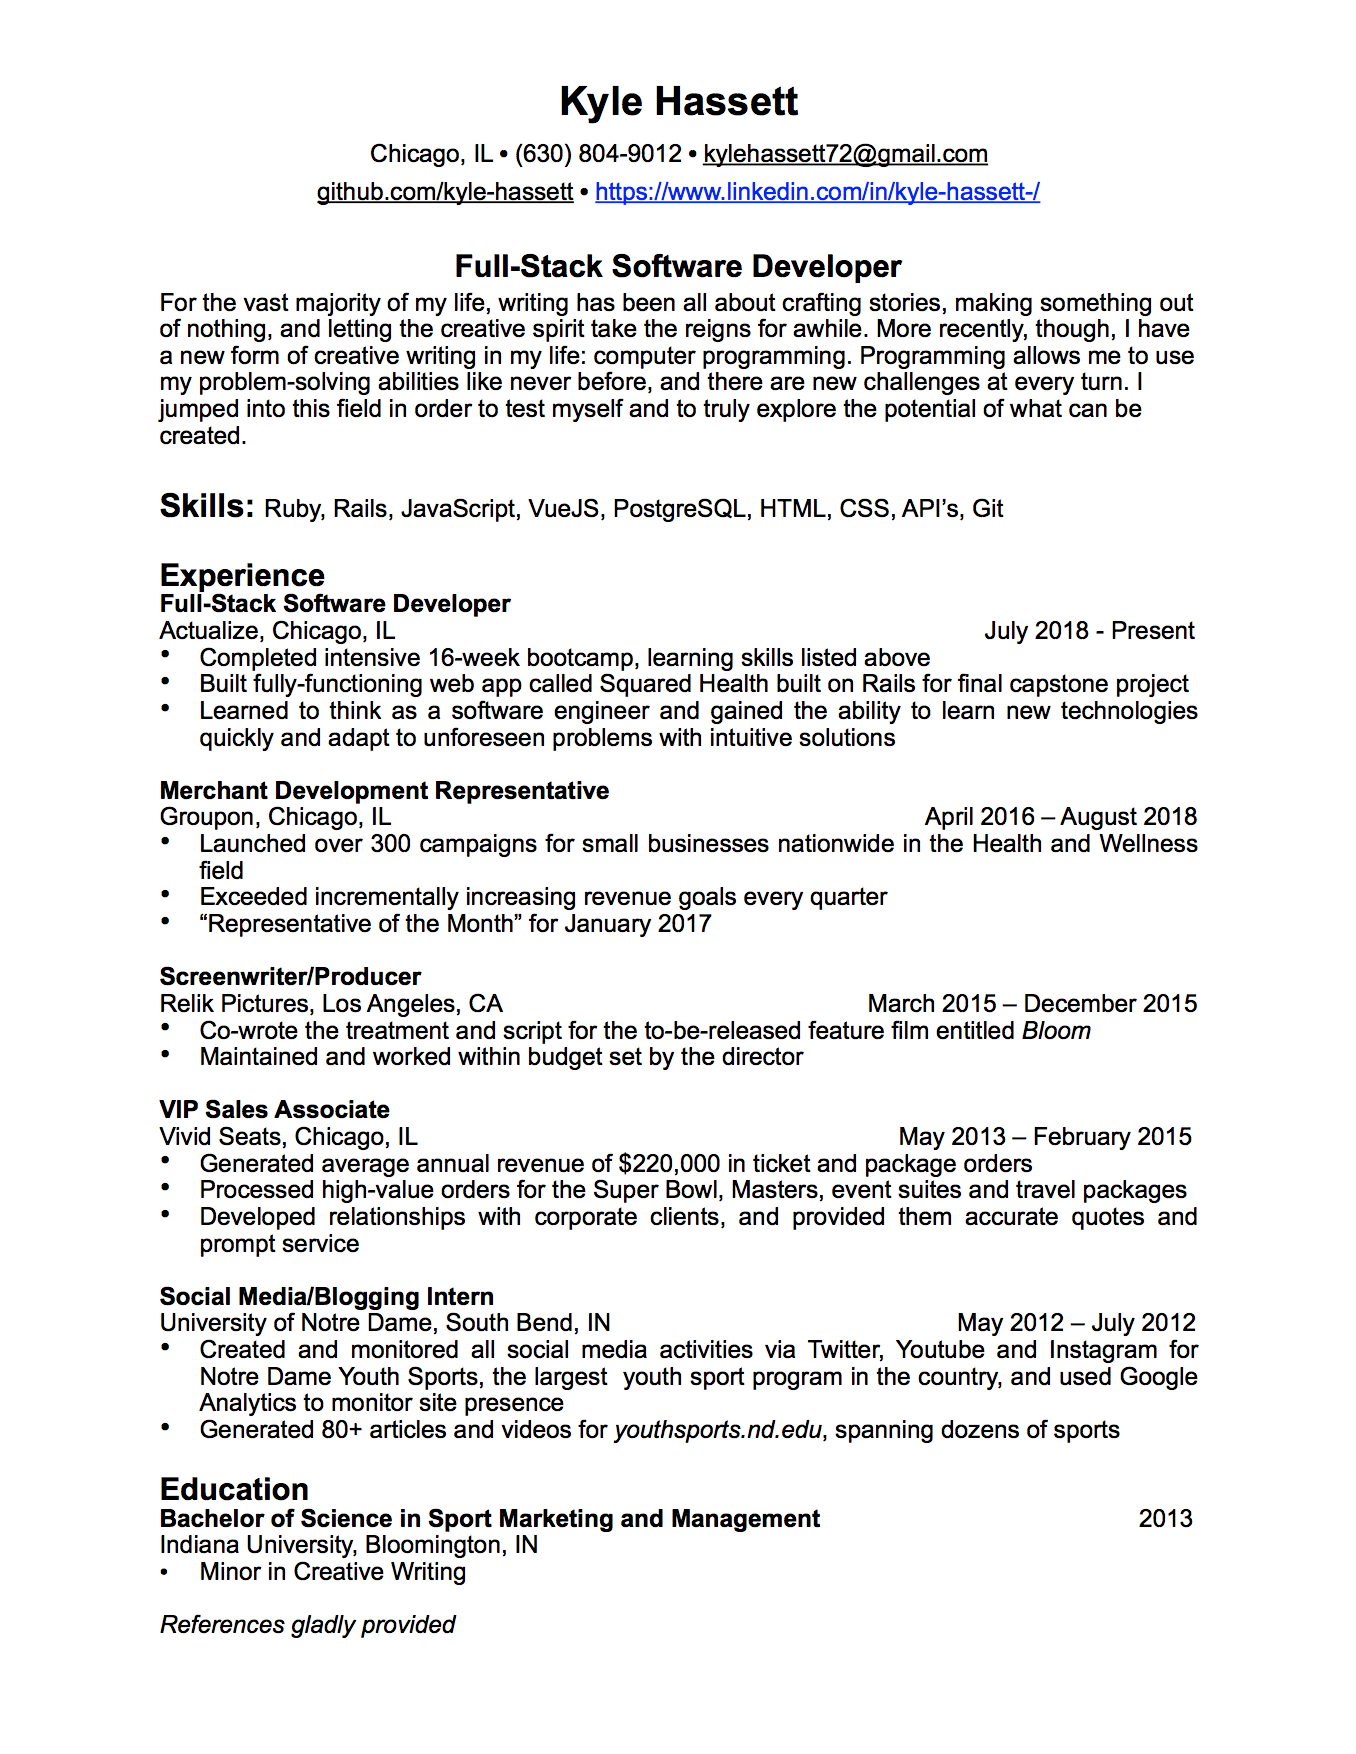 Kyle Hassett
Chicago, IL • (630) 804-9012 • kylehassett72@gmail.com
github.com/kyle-hassett • https://www.linkedin.com/in/kyle-hassett-/
Full-Stack Software Developer
For the vast majority of my life, writing has been all about crafting stories, making something out
of nothing, and letting the creative spirit take the reigns for awhile. More recently, though, I have
a new form of creative writing in my life: computer programming. Programming allows me to use
my problem-solving abilities like never before, and there are new challenges at every turn. I
jumped into this field in order to test myself and to truly explore the potential of what can be
created.
Skills: Ruby, Rails, JavaScript, VueJS, PostgreSQL, HTML, CSS, API’s, Git
Experience
Full-Stack Software Developer
Actualize, Chicago, IL July 2018 - Present
• Completed intensive 16-week bootcamp, learning skills listed above
• Built fully-functioning web app called Squared Health built on Rails for final capstone project
• Learned to think as a software engineer and gained the ability to learn new technologies
quickly and adapt to unforeseen problems with intuitive solutions
Merchant Development Representative
Groupon, Chicago, IL April 2016 – August 2018
• Launched over 300 campaigns for small businesses nationwide in the Health and Wellness
field
• Exceeded incrementally increasing revenue goals every quarter
• “Representative of the Month” for January 2017
Screenwriter/Producer
Relik Pictures, Los Angeles, CA March 2015 – December 2015
• Co-wrote the treatment and script for the to-be-released feature film entitled Bloom
• Maintained and worked within budget set by the director
VIP Sales Associate
Vivid Seats, Chicago, IL May 2013 – February 2015
• Generated average annual revenue of $220,000 in ticket and package orders
• Processed high-value orders for the Super Bowl, Masters, event suites and travel packages
• Developed relationships with corporate clients, and provided them accurate quotes and
prompt service
Social Media/Blogging Intern
University of Notre Dame, South Bend, IN May 2012 – July 2012
• Created and monitored all social media activities via Twitter, Youtube and Instagram for
Notre Dame Youth Sports, the largest youth sport program in the country, and used Google
Analytics to monitor site presence
• Generated 80+ articles and videos for youthsports.nd.edu, spanning dozens of sports
Education
Bachelor of Science in Sport Marketing and Management 2013
Indiana University, Bloomington, IN
• Minor in Creative Writing
References gladly provided